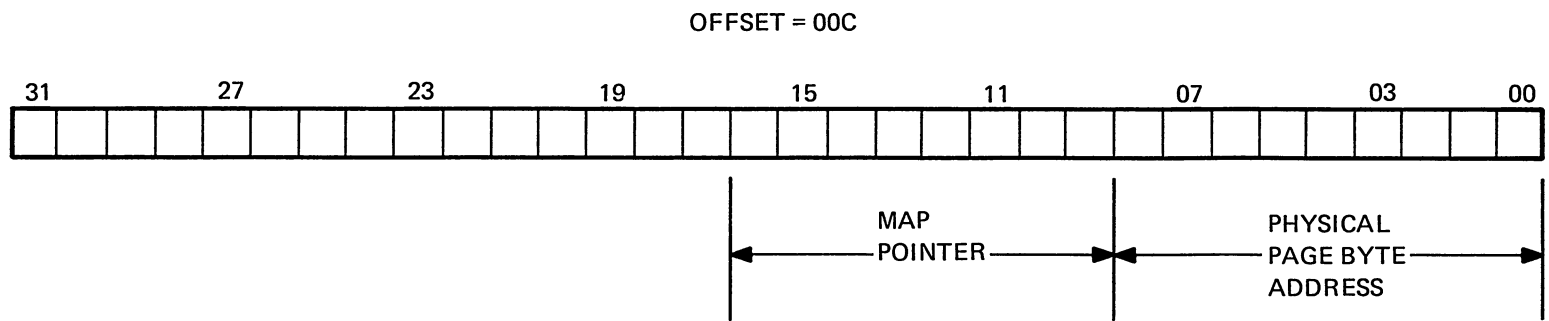 OFFSET = 00C
31 27 23 19 15 11 07 03 00
MAP
POINTER
PHYSICAL
PAGE BYTE
ADDRESS